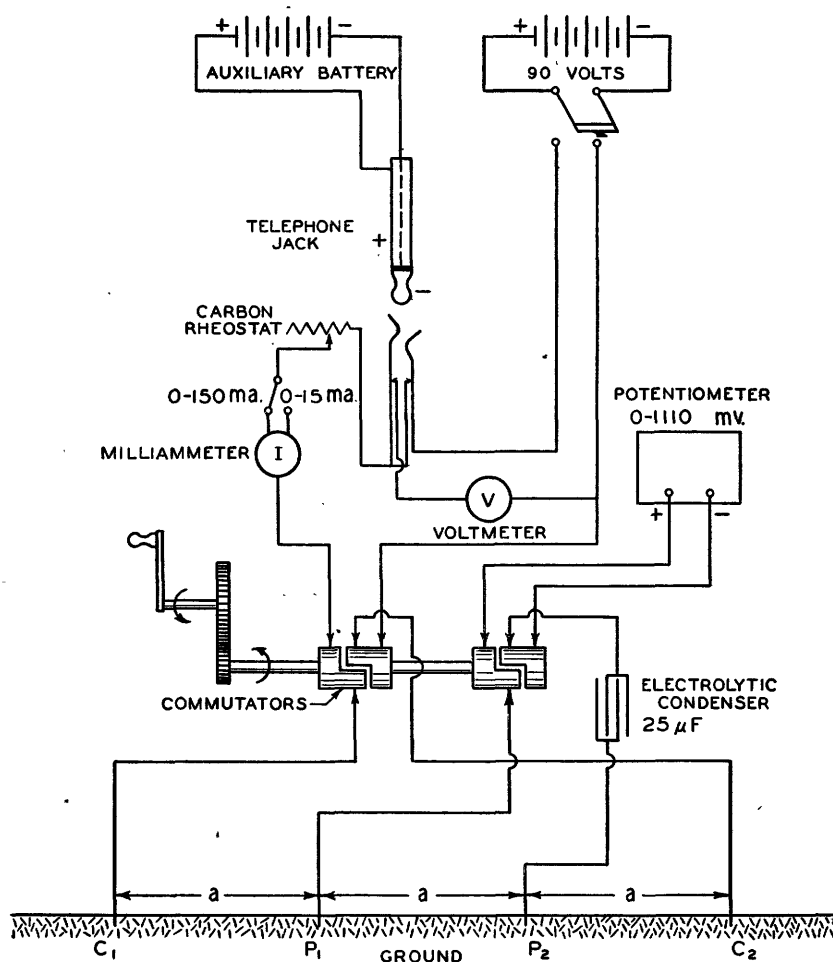 + − + −
AUXILIARY BATTERY
90 VOLTS
TELEPHONE
JACK
+
−
CARBON
RHEOSTAT
0-150 ma. 0-15 ma.
POTENTIOMETER
0-1110 mv.
MILLIAMMETER
I
V
VOLTMETER
+ −
COMMUTATORS
ELECTROLYTIC
CONDENSER
25 μF
a a a
C₁ P₁ GROUND P₂ C₂